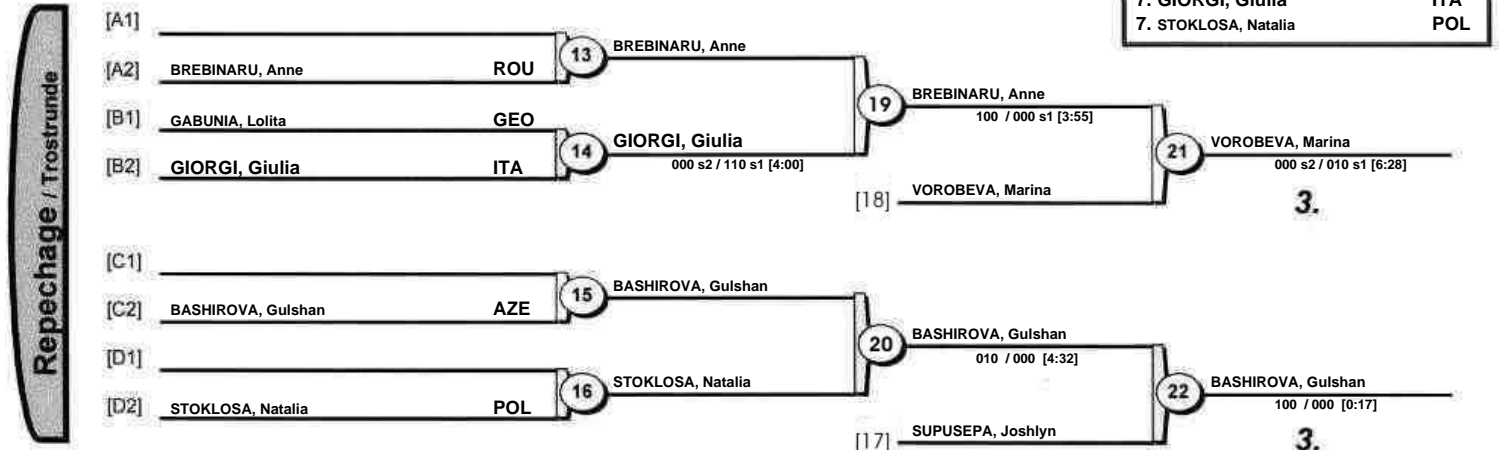 7. GIORGI, Giulia ITA
7. STOKLOSA, Natalia POL
Repechage / Trostrunde
[A1]
[A2] BREBINARU, Anne ROU
13
BREBINARU, Anne
[B1] GABUNIA, Lolita GEO
[B2] GIORGI, Giulia ITA
14
GIORGI, Giulia
000 s2 / 110 s1 [4:00]
19
BREBINARU, Anne
100 / 000 s1 [3:55]
[18] VOROBEVA, Marina
21
VOROBEVA, Marina
000 s2 / 010 s1 [6:28]
3.
[C1]
[C2] BASHIROVA, Gulshan AZE
15
BASHIROVA, Gulshan
[D1]
[D2] STOKLOSA, Natalia POL
16
STOKLOSA, Natalia
20
BASHIROVA, Gulshan
010 / 000 [4:32]
[17] SUPUSEPA, Joshlyn
22
BASHIROVA, Gulshan
100 / 000 [0:17]
3.